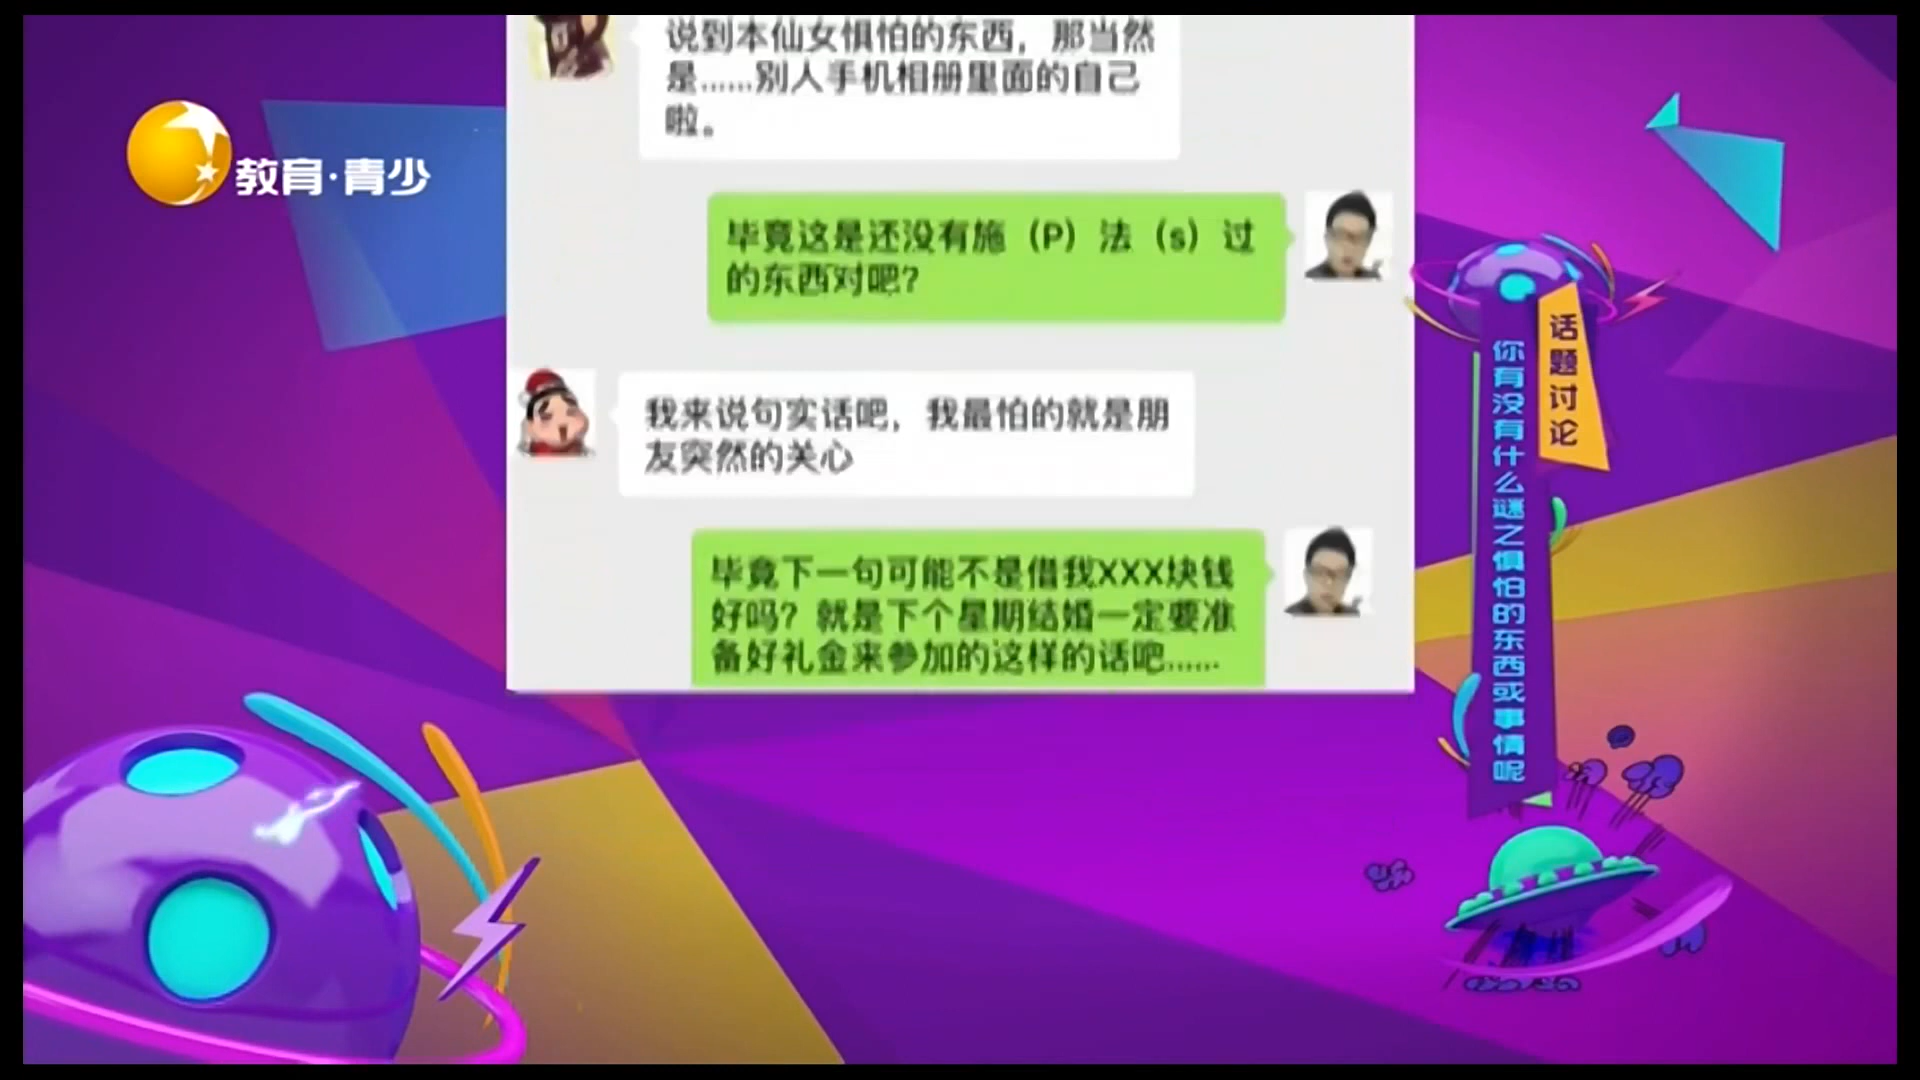 教育·青少
说到本仙女惧怕的东西，那当然
是……别人手机相册里面的自己
啦。
毕竟这是还没有施（P）法（s）过
的东西对吧？
我来说句实话吧，我最怕的就是朋
友突然的关心
毕竟下一句可能不是借我XXX块钱
好吗？就是下个星期结婚一定要准
备好礼金来参加的这样的话吧……
话题讨论
你有没有什么谜之惧怕的东西或事情呢